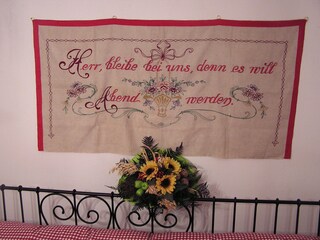 Herr, bleibe bei uns, denn es will
Abend werden.